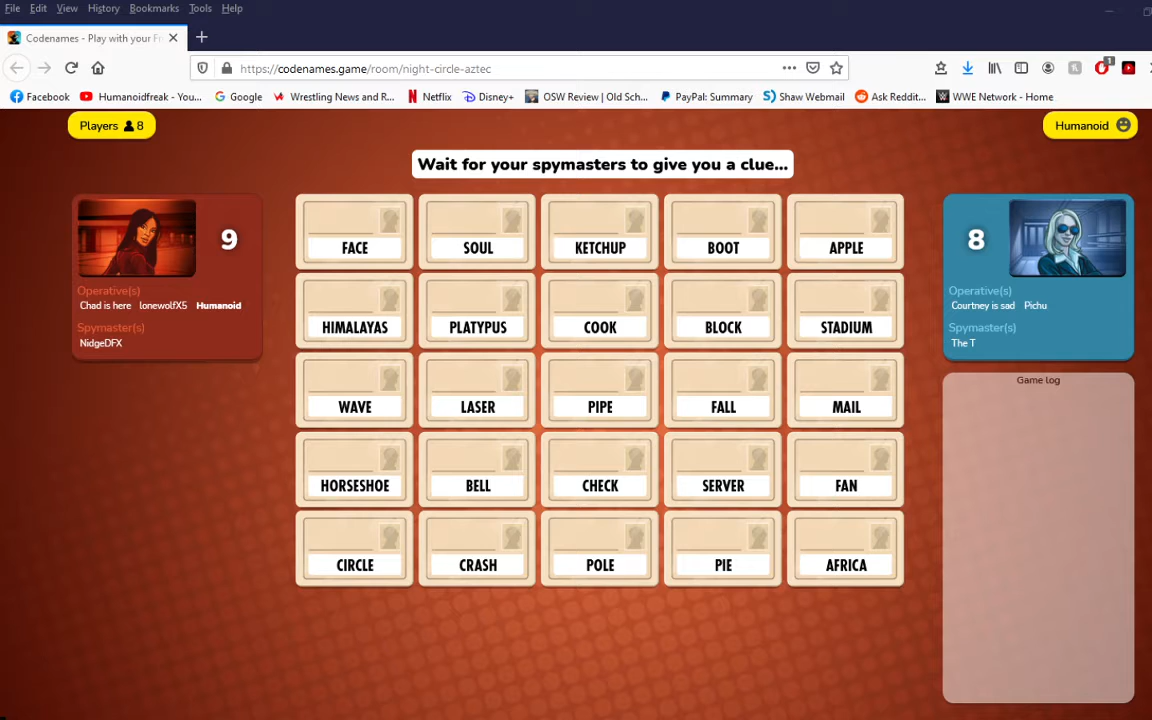 File Edit View History Bookmarks Tools Help
Codenames - Play with your Fr
https://codenames.game/room/night-circle-aztec
Facebook Humanoidfreak - You... Google Wrestling News and R... Netflix Disney+ OSW Review | Old Sch... PayPal: Summary Shaw Webmail Ask Reddit... WWE Network - Home
Players 8 Humanoid
Wait for your spymasters to give you a clue...
9
Operative(s)
Chad is here lonewolfX5 Humanoid
Spymaster(s)
NidgeDFX
FACE SOUL KETCHUP BOOT APPLE
HIMALAYAS PLATYPUS COOK BLOCK STADIUM
WAVE LASER PIPE FALL MAIL
HORSESHOE BELL CHECK SERVER FAN
CIRCLE CRASH POLE PIE AFRICA
8
Operative(s)
Courtney is sad Pichu
Spymaster(s)
The T
Game log
1